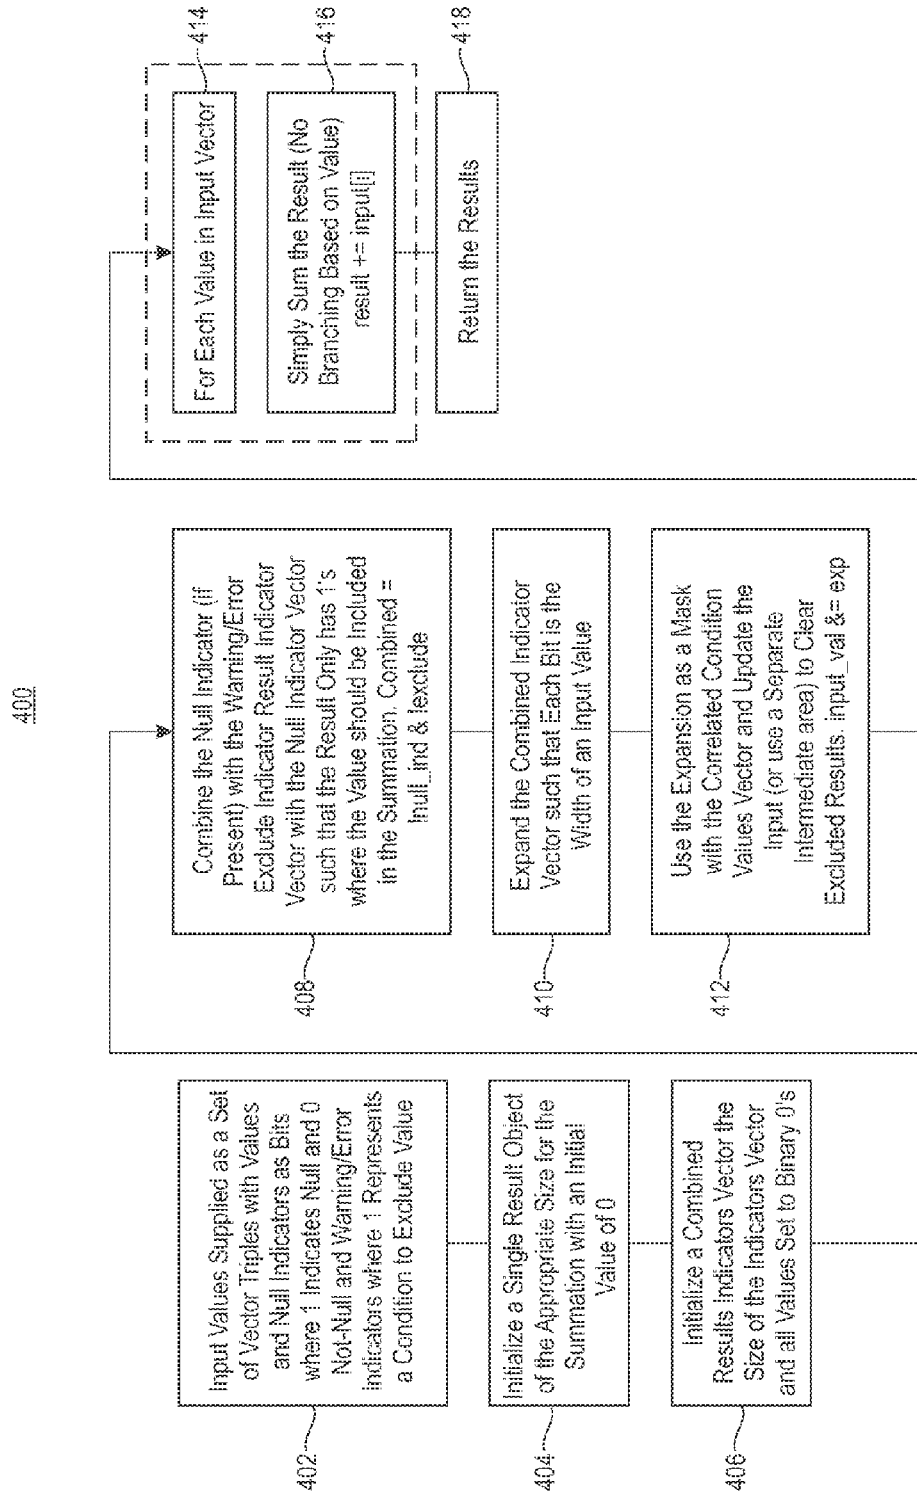 400
Input Values Supplied as a Set
of Vector Triples with Values
and Null Indicators as Bits
where 1 Indicates Null and 0
Not-Null and Warning/Error
Indicators where 1 Represents
a Condition to Exclude Value
402
Initialize a Single Result Object
of the Appropriate Size for the
Summation with an Initial
Value of 0
404
Initialize a Combined
Results Indicators Vector the
Size of the Indicators Vector
and all Values Set to Binary 0's
406
Combine the Null Indicator (if
Present) with the Warning/Error
Exclude Indicator Result Indicator
Vector with the Null Indicator Vector
such that the Result Only has 1's
where the Value should be Included
in the Summation. Combined =
!null_ind & !exclude
408
Expand the Combined Indicator
Vector such that Each Bit is the
Width of an Input Value
410
Use the Expansion as a Mask
with the Correlated Condition
Values Vector and Update the
Input (or use a Separate
Intermediate area) to Clear
Excluded Results. input_val &= exp
412
For Each Value in Input Vector
414
Simply Sum the Result (No
Branching Based on Value)
result += input[i]
416
Return the Results
418